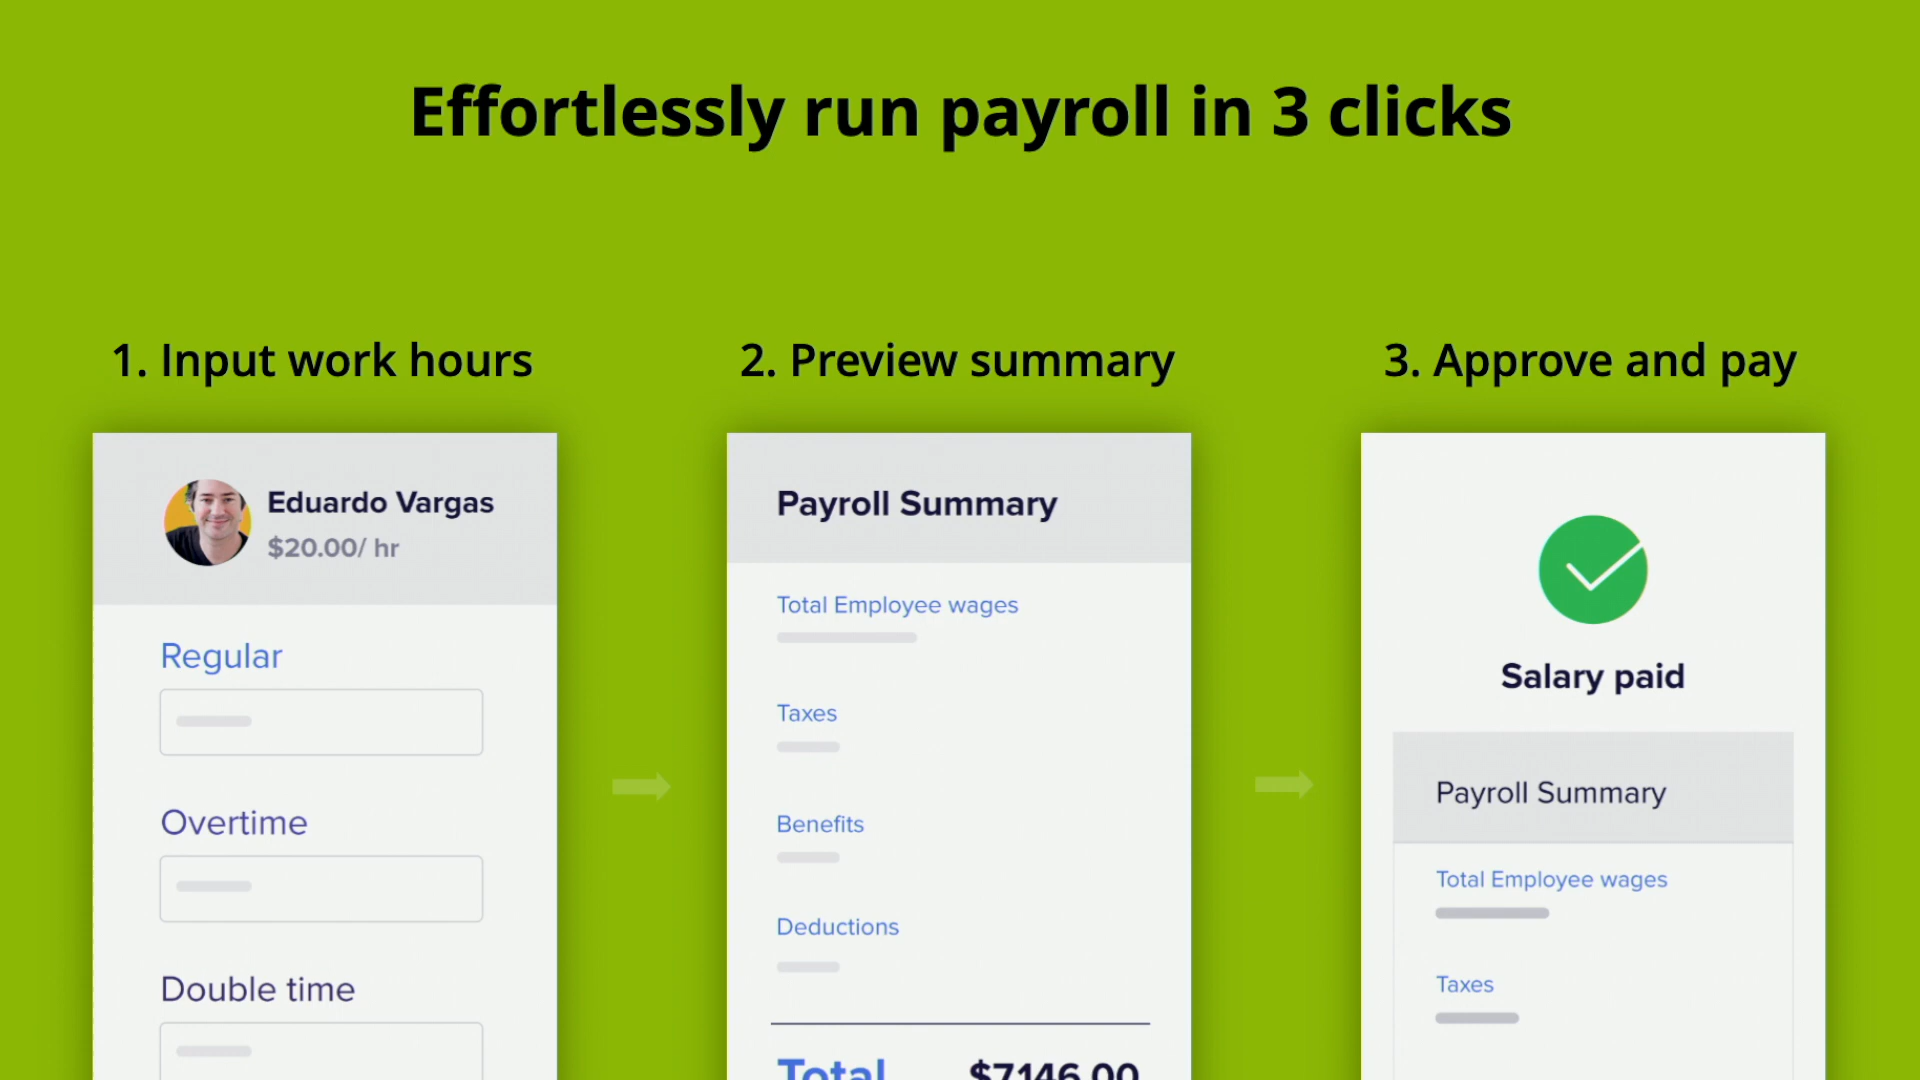 Effortlessly run payroll in 3 clicks
1. Input work hours
Eduardo Vargas
$20.00/ hr
Regular
Overtime
Double time
2. Preview summary
Payroll Summary
Total Employee wages
Taxes
Benefits
Deductions
Total $7146.00
3. Approve and pay
Salary paid
Payroll Summary
Total Employee wages
Taxes